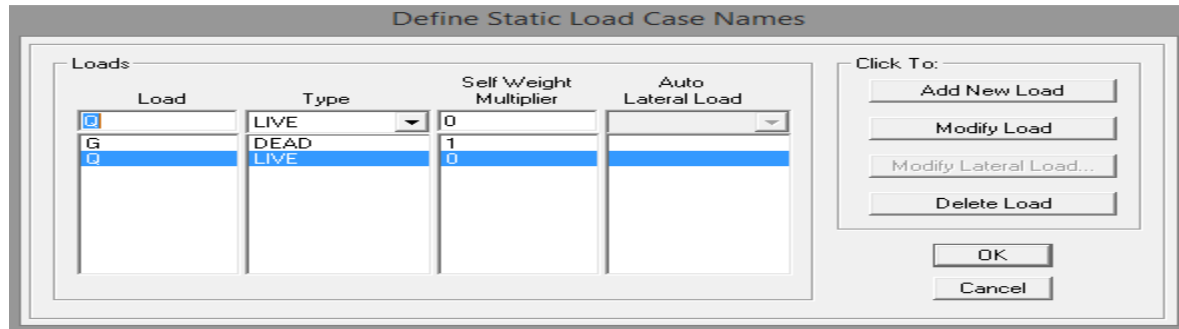 Define Static Load Case Names
Loads
Click To:
Load Type Self Weight Multiplier Auto Lateral Load
Q LIVE 0
G DEAD 1
Q LIVE 0
Add New Load
Modify Load
Modify Lateral Load...
Delete Load
OK
Cancel